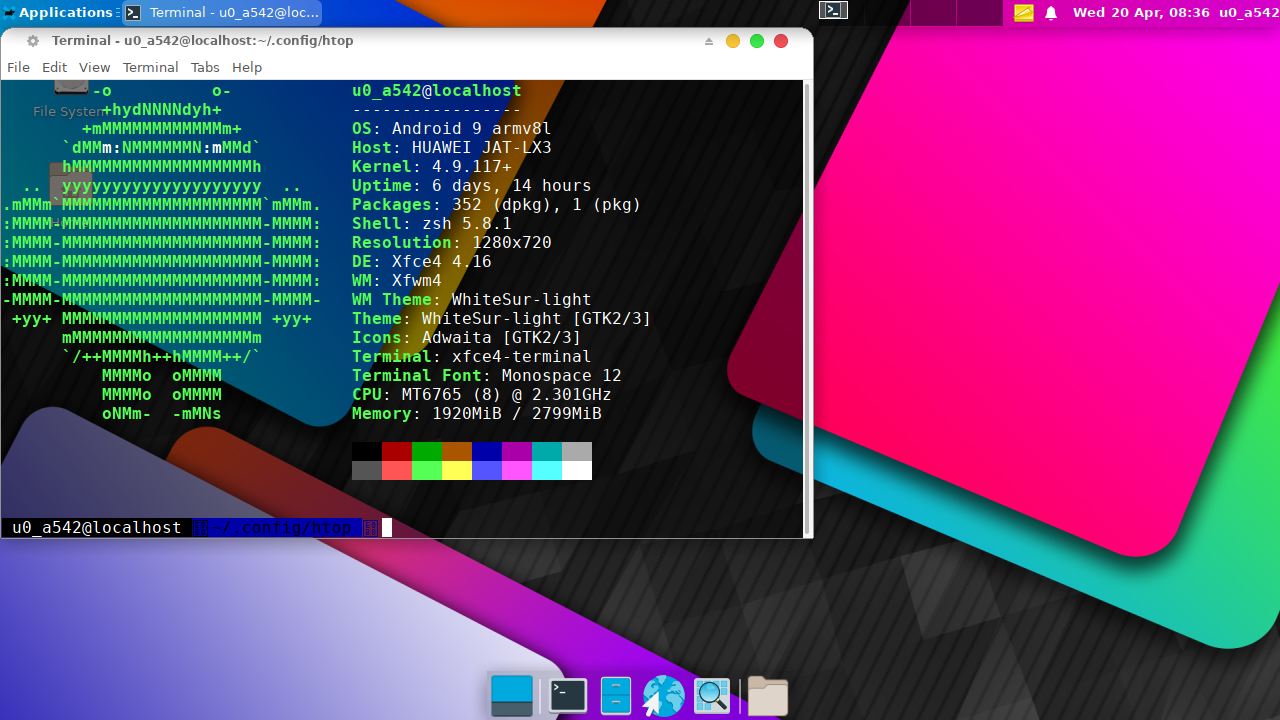 Applications
Terminal - u0_a542@loc...
Wed 20 Apr, 08:36 u0_a542
Terminal - u0_a542@localhost:~/.config/htop
File Edit View Terminal Tabs Help
File System
-o o-
+hydNNNNdyh+
+mMMMMMMMMMMMMm+
`dMMm:NMMMMMMN:mMMd`
hMMMMMMMMMMMMMMMMMMh
.. yyyyyyyyyyyyyyyyyyyy ..
.mMMm`MMMMMMMMMMMMMMMMMMMM`mMMm.
:MMMM-MMMMMMMMMMMMMMMMMMMM-MMMM:
:MMMM-MMMMMMMMMMMMMMMMMMMM-MMMM:
:MMMM-MMMMMMMMMMMMMMMMMMMM-MMMM:
:MMMM-MMMMMMMMMMMMMMMMMMMM-MMMM:
-MMMM-MMMMMMMMMMMMMMMMMMMM-MMMM-
+yy+ MMMMMMMMMMMMMMMMMMMM +yy+
mMMMMMMMMMMMMMMMMMMm
`/++MMMMh++hMMMM++/`
MMMMo oMMMM
MMMMo oMMMM
oNMm- -mMNs
u0_a542@localhost
-----------------
OS: Android 9 armv8l
Host: HUAWEI JAT-LX3
Kernel: 4.9.117+
Uptime: 6 days, 14 hours
Packages: 352 (dpkg), 1 (pkg)
Shell: zsh 5.8.1
Resolution: 1280x720
DE: Xfce4 4.16
WM: Xfwm4
WM Theme: WhiteSur-light
Theme: WhiteSur-light [GTK2/3]
Icons: Adwaita [GTK2/3]
Terminal: xfce4-terminal
Terminal Font: Monospace 12
CPU: MT6765 (8) @ 2.301GHz
Memory: 1920MiB / 2799MiB
u0_a542@localhost ~/.config/htop